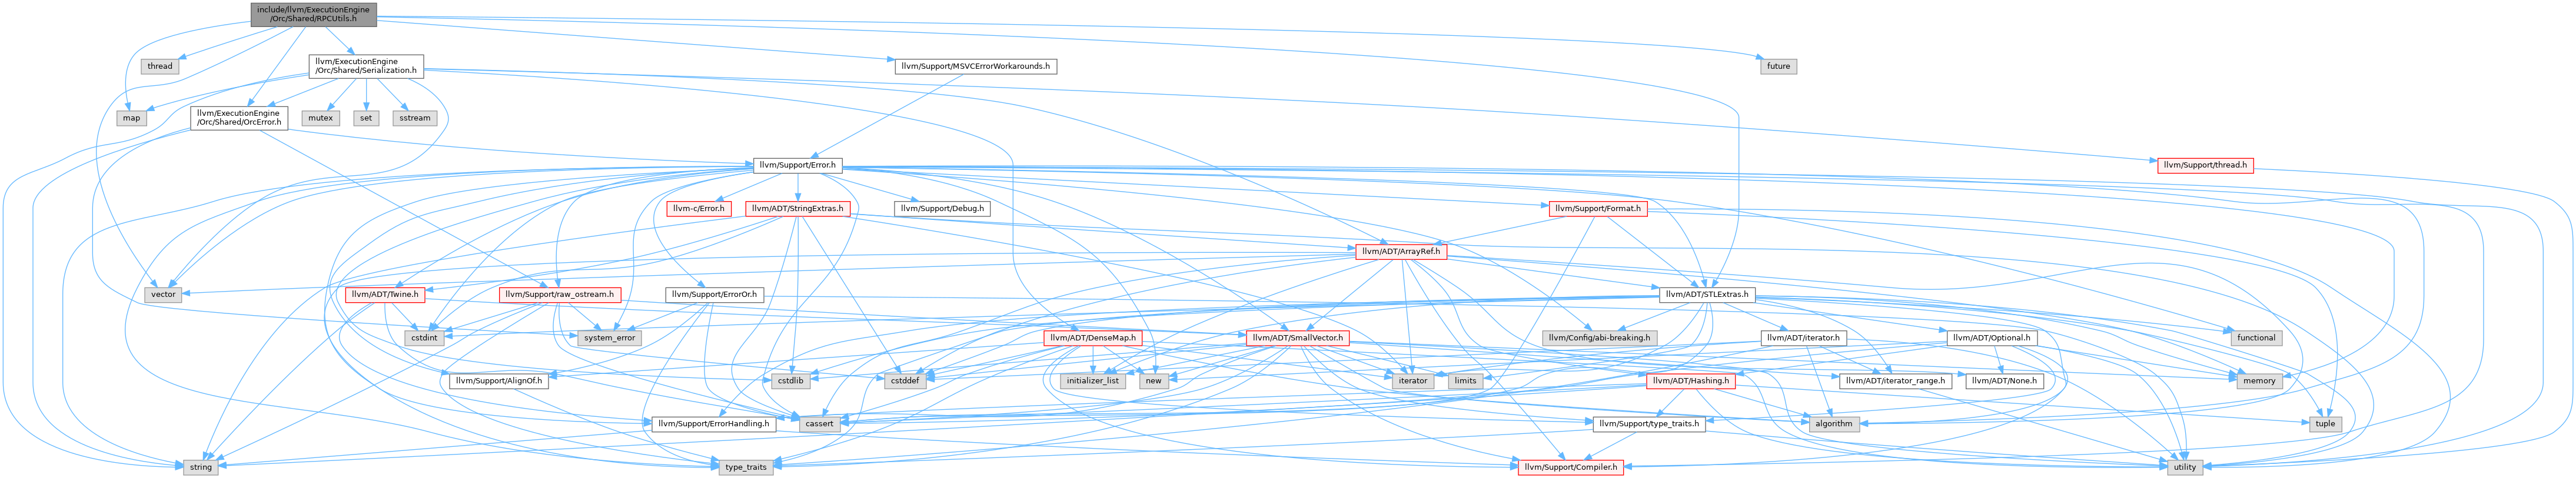 include/llvm/ExecutionEngine
/Orc/Shared/RPCUtils.h
thread
llvm/ExecutionEngine
/Orc/Shared/Serialization.h
llvm/Support/MSVCErrorWorkarounds.h
future
map
llvm/ExecutionEngine
/Orc/Shared/OrcError.h
mutex
set
sstream
llvm/Support/Error.h
llvm/Support/thread.h
llvm-c/Error.h
llvm/ADT/StringExtras.h
llvm/Support/Debug.h
llvm/Support/Format.h
llvm/ADT/ArrayRef.h
vector
llvm/ADT/Twine.h
llvm/Support/raw_ostream.h
llvm/Support/ErrorOr.h
llvm/ADT/STLExtras.h
cstdint
system_error
llvm/ADT/DenseMap.h
llvm/ADT/SmallVector.h
llvm/Config/abi-breaking.h
llvm/ADT/iterator.h
llvm/ADT/Optional.h
functional
llvm/Support/AlignOf.h
cstdlib
cstddef
initializer_list
new
iterator
limits
llvm/ADT/Hashing.h
llvm/ADT/iterator_range.h
llvm/ADT/None.h
memory
llvm/Support/ErrorHandling.h
cassert
llvm/Support/type_traits.h
algorithm
tuple
string
type_traits
llvm/Support/Compiler.h
utility